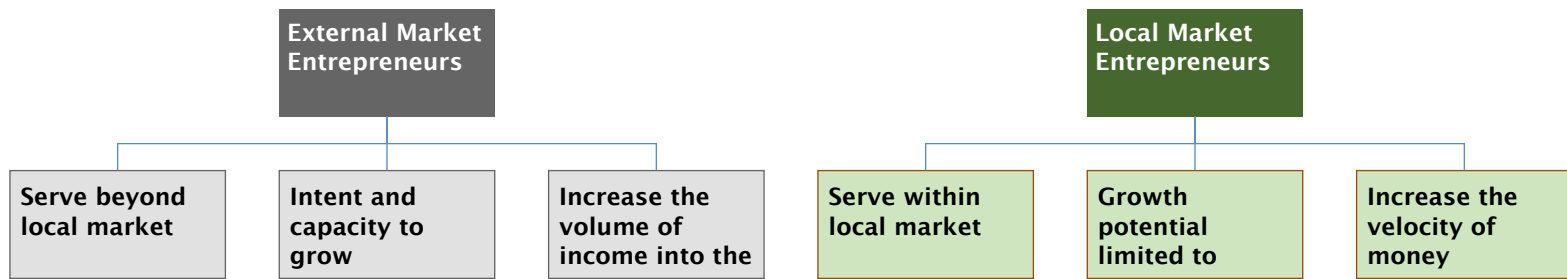 External Market
Entrepreneurs
Serve beyond
local market
Intent and
capacity to
grow
Increase the
volume of
income into the
Local Market
Entrepreneurs
Serve within
local market
Growth
potential
limited to
Increase the
velocity of
money